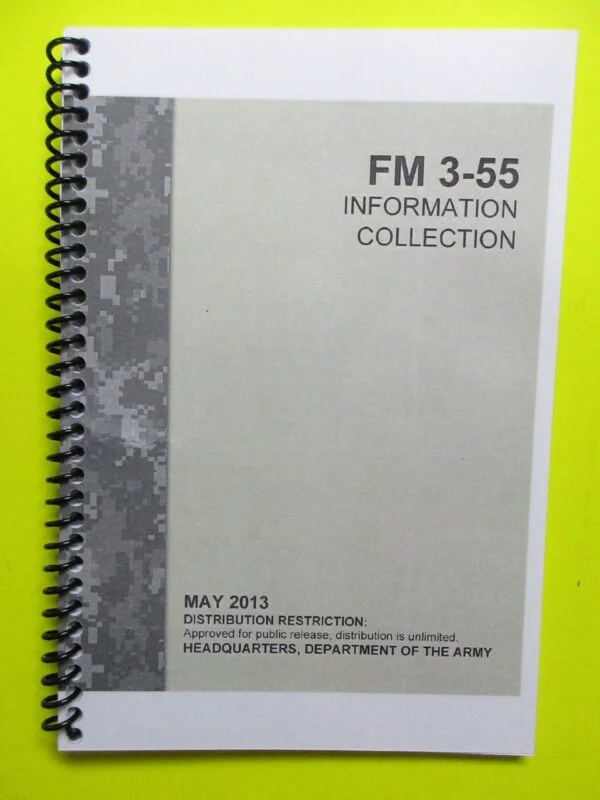 FM 3-55
INFORMATION
COLLECTION
MAY 2013
DISTRIBUTION RESTRICTION:
Approved for public release; distribution is unlimited.
HEADQUARTERS, DEPARTMENT OF THE ARMY